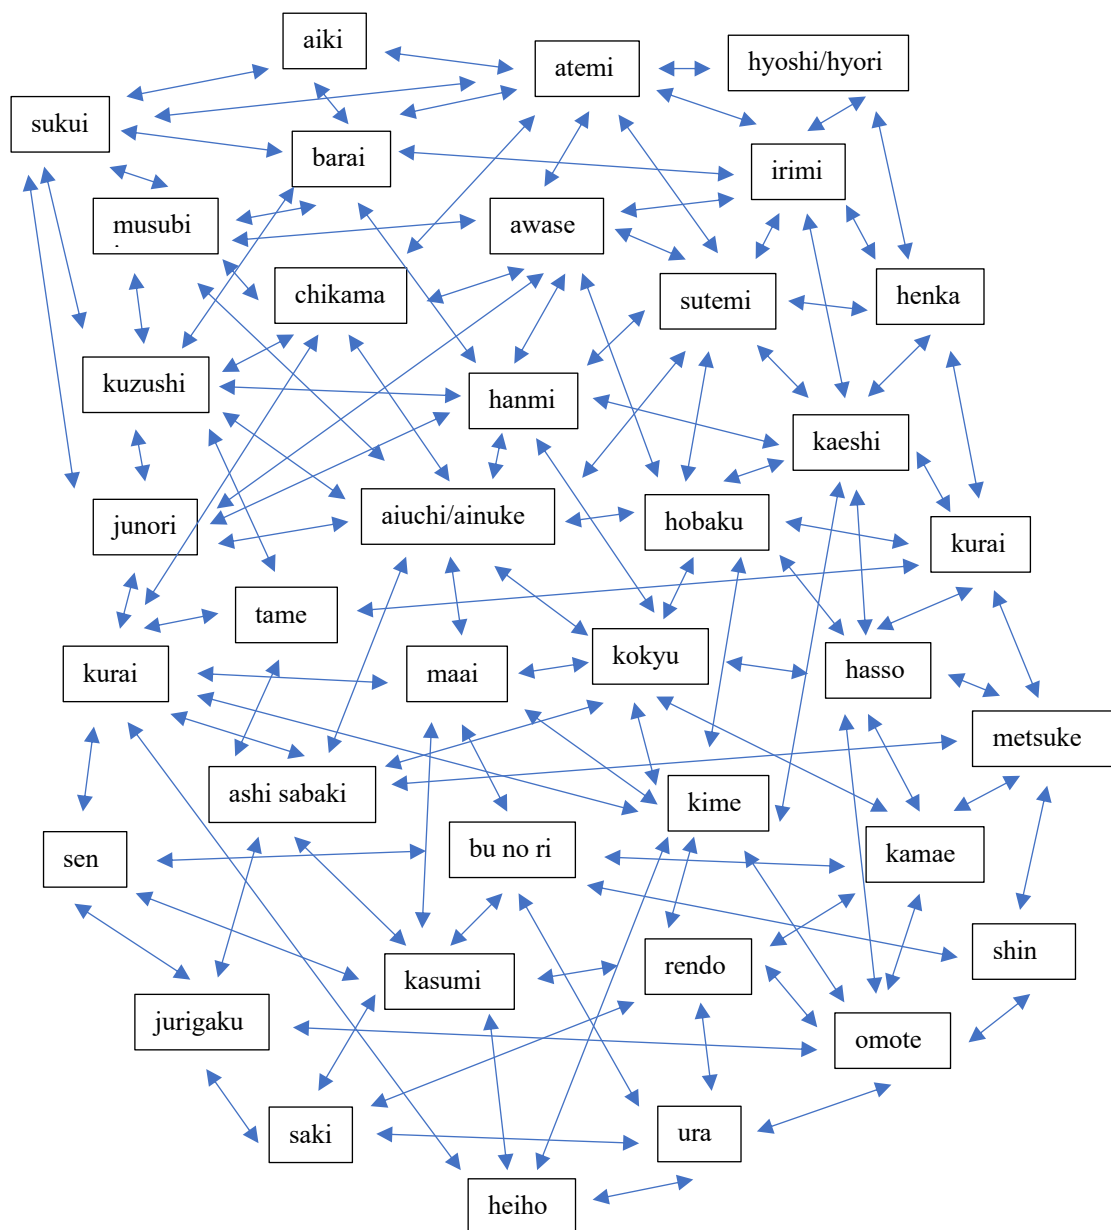 aiki
atemi
hyoshi/hyori
sukui
barai
irimi
musubi
awase
chikama
sutemi
henka
kuzushi
hanmi
kaeshi
junori
aiuchi/ainuke
hobaku
kurai
tame
kurai
maai
kokyu
hasso
metsuke
ashi sabaki
kime
sen
bu no ri
kamae
shin
kasumi
rendo
jurigaku
omote
saki
ura
heiho